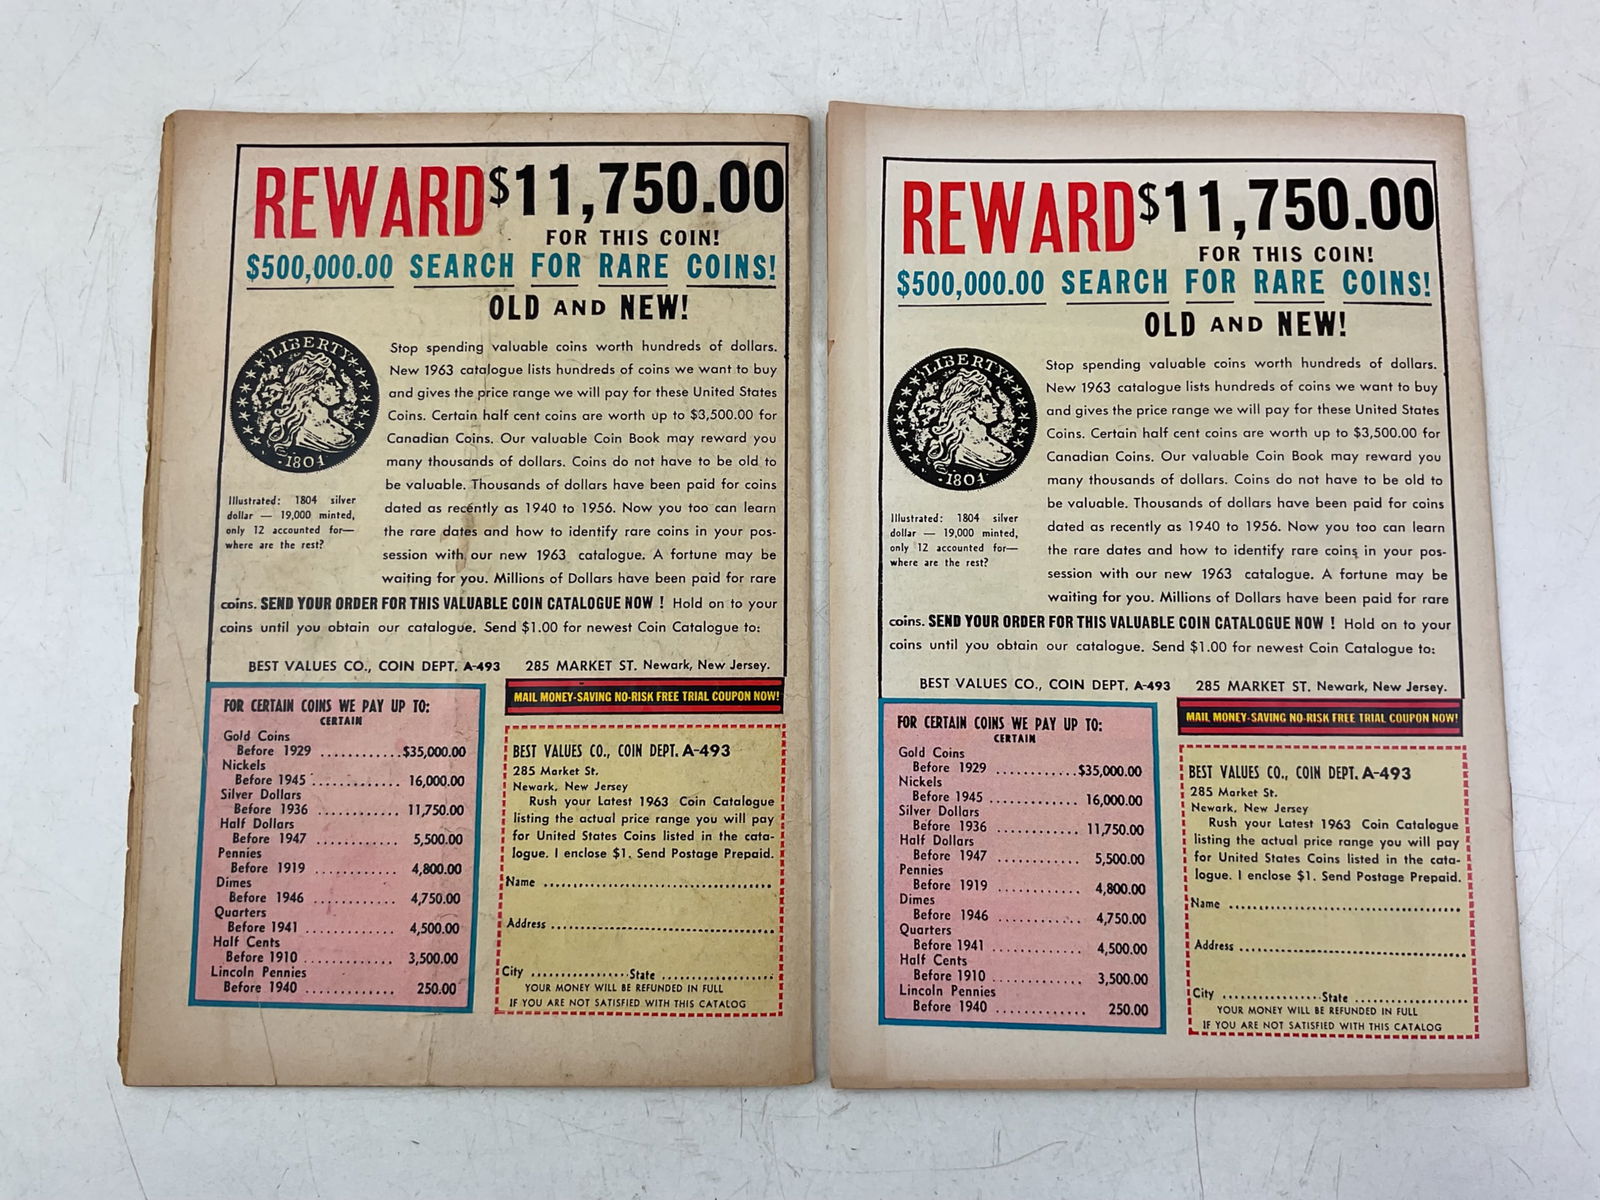 REWARD $11,750.00
FOR THIS COIN!
$500,000.00 SEARCH FOR RARE COINS!
OLD AND NEW!
LIBERTY
1804
Illustrated: 1804 silver
dollar — 19,000 minted,
only 12 accounted for—
where are the rest?
Stop spending valuable coins worth hundreds of dollars.
New 1963 catalogue lists hundreds of coins we want to buy
and gives the price range we will pay for these United States
Coins. Certain half cent coins are worth up to $3,500.00 for
Canadian Coins. Our valuable Coin Book may reward you
many thousands of dollars. Coins do not have to be old to
be valuable. Thousands of dollars have been paid for coins
dated as recently as 1940 to 1956. Now you too can learn
the rare dates and how to identify rare coins in your pos-
session with our new 1963 catalogue. A fortune may be
waiting for you. Millions of Dollars have been paid for rare
coins. SEND YOUR ORDER FOR THIS VALUABLE COIN CATALOGUE NOW ! Hold on to your
coins until you obtain our catalogue. Send $1.00 for newest Coin Catalogue to:
BEST VALUES CO., COIN DEPT. A-493 285 MARKET ST. Newark, New Jersey.
FOR CERTAIN COINS WE PAY UP TO:
CERTAIN
Gold Coins
Before 1929 ............$35,000.00
Nickels
Before 1945 ............ 16,000.00
Silver Dollars
Before 1936 ............ 11,750.00
Half Dollars
Before 1947 ............ 5,500.00
Pennies
Before 1919 ............ 4,800.00
Dimes
Before 1946 ............ 4,750.00
Quarters
Before 1941 ............ 4,500.00
Half Cents
Before 1910 ............ 3,500.00
Lincoln Pennies
Before 1940 ............ 250.00
MAIL MONEY-SAVING NO-RISK FREE TRIAL COUPON NOW!
BEST VALUES CO., COIN DEPT. A-493
285 Market St.
Newark, New Jersey
Rush your Latest 1963 Coin Catalogue
listing the actual price range you will pay
for United States Coins listed in the cata-
logue. I enclose $1. Send Postage Prepaid.
Name ....................................
Address ....................................
City ................State ....................
YOUR MONEY WILL BE REFUNDED IN FULL
IF YOU ARE NOT SATISFIED WITH THIS CATALOG
REWARD $11,750.00
FOR THIS COIN!
$500,000.00 SEARCH FOR RARE COINS!
OLD AND NEW!
LIBERTY
1804
Illustrated: 1804 silver
dollar — 19,000 minted,
only 12 accounted for—
where are the rest?
Stop spending valuable coins worth hundreds of dollars.
New 1963 catalogue lists hundreds of coins we want to buy
and gives the price range we will pay for these United States
Coins. Certain half cent coins are worth up to $3,500.00 for
Canadian Coins. Our valuable Coin Book may reward you
many thousands of dollars. Coins do not have to be old to
be valuable. Thousands of dollars have been paid for coins
dated as recently as 1940 to 1956. Now you too can learn
the rare dates and how to identify rare coins in your pos-
session with our new 1963 catalogue. A fortune may be
waiting for you. Millions of Dollars have been paid for rare
coins. SEND YOUR ORDER FOR THIS VALUABLE COIN CATALOGUE NOW ! Hold on to your
coins until you obtain our catalogue. Send $1.00 for newest Coin Catalogue to:
BEST VALUES CO., COIN DEPT. A-493 285 MARKET ST. Newark, New Jersey.
FOR CERTAIN COINS WE PAY UP TO:
CERTAIN
Gold Coins
Before 1929 ............$35,000.00
Nickels
Before 1945 ............ 16,000.00
Silver Dollars
Before 1936 ............ 11,750.00
Half Dollars
Before 1947 ............ 5,500.00
Pennies
Before 1919 ............ 4,800.00
Dimes
Before 1946 ............ 4,750.00
Quarters
Before 1941 ............ 4,500.00
Half Cents
Before 1910 ............ 3,500.00
Lincoln Pennies
Before 1940 ............ 250.00
MAIL MONEY-SAVING NO-RISK FREE TRIAL COUPON NOW!
BEST VALUES CO., COIN DEPT. A-493
285 Market St.
Newark, New Jersey
Rush your Latest 1963 Coin Catalogue
listing the actual price range you will pay
for United States Coins listed in the cata-
logue. I enclose $1. Send Postage Prepaid.
Name ....................................
Address ....................................
City ................State ....................
YOUR MONEY WILL BE REFUNDED IN FULL
IF YOU ARE NOT SATISFIED WITH THIS CATALOG